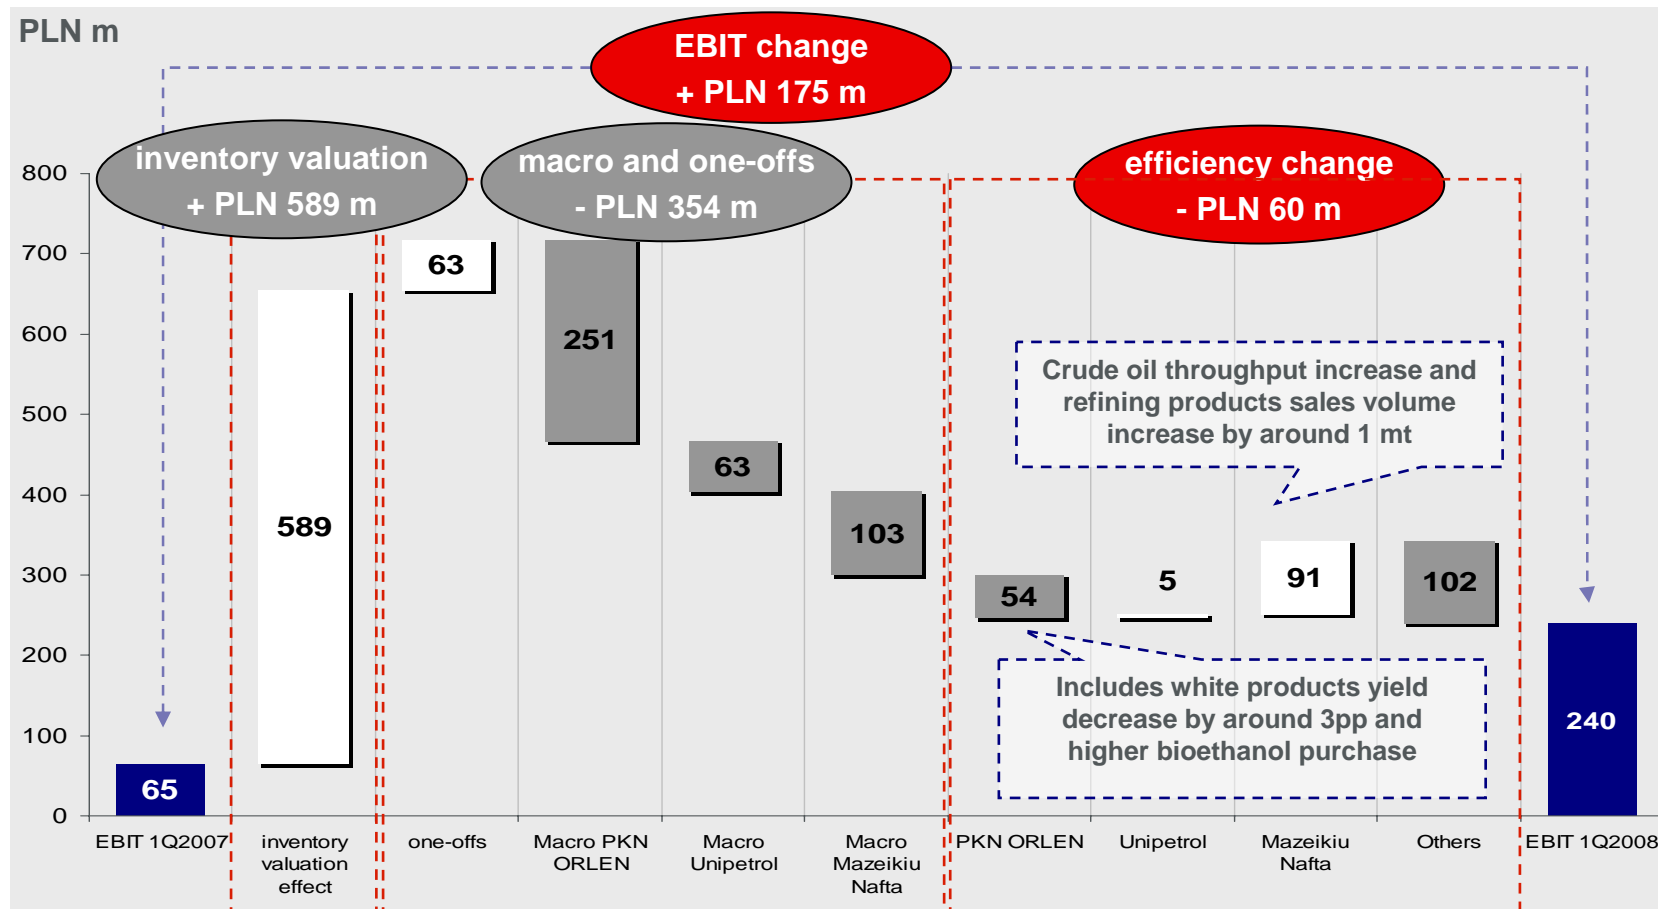 PLN m
EBIT change
+ PLN 175 m
inventory valuation
+ PLN 589 m
macro and one-offs
- PLN 354 m
efficiency change
- PLN 60 m
800
700
600
500
400
300
200
100
0
65
589
63
251
63
103
54
5
91
102
240
Crude oil throughput increase and
refining products sales volume
increase by around 1 mt
Includes white products yield
decrease by around 3pp and
higher bioethanol purchase
EBIT 1Q2007
inventory
valuation
effect
one-offs
Macro PKN
ORLEN
Macro
Unipetrol
Macro
Mazeikiu
Nafta
PKN ORLEN
Unipetrol
Mazeikiu
Nafta
Others
EBIT 1Q2008